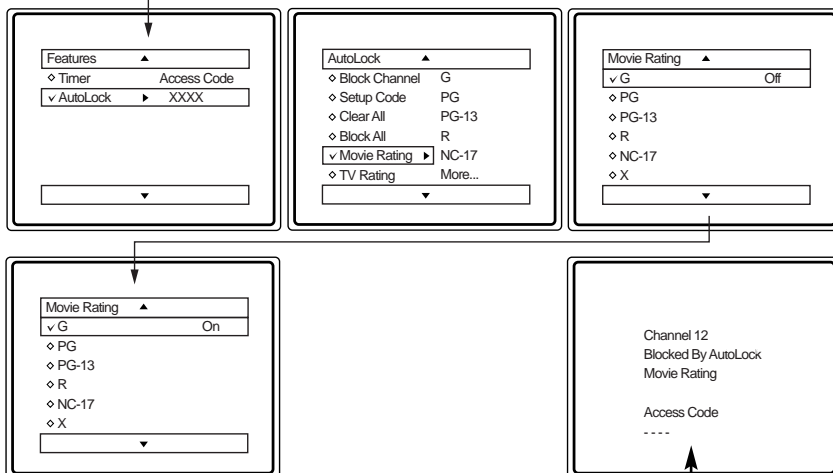 Features
Timer Access Code
AutoLock XXXX
AutoLock
Block Channel G
Setup Code PG
Clear All PG-13
Block All R
Movie Rating NC-17
TV Rating More...
Movie Rating
G Off
PG
PG-13
R
NC-17
X
Movie Rating
G On
PG
PG-13
R
NC-17
X
Channel 12
Blocked By AutoLock
Movie Rating
Access Code
- - - -